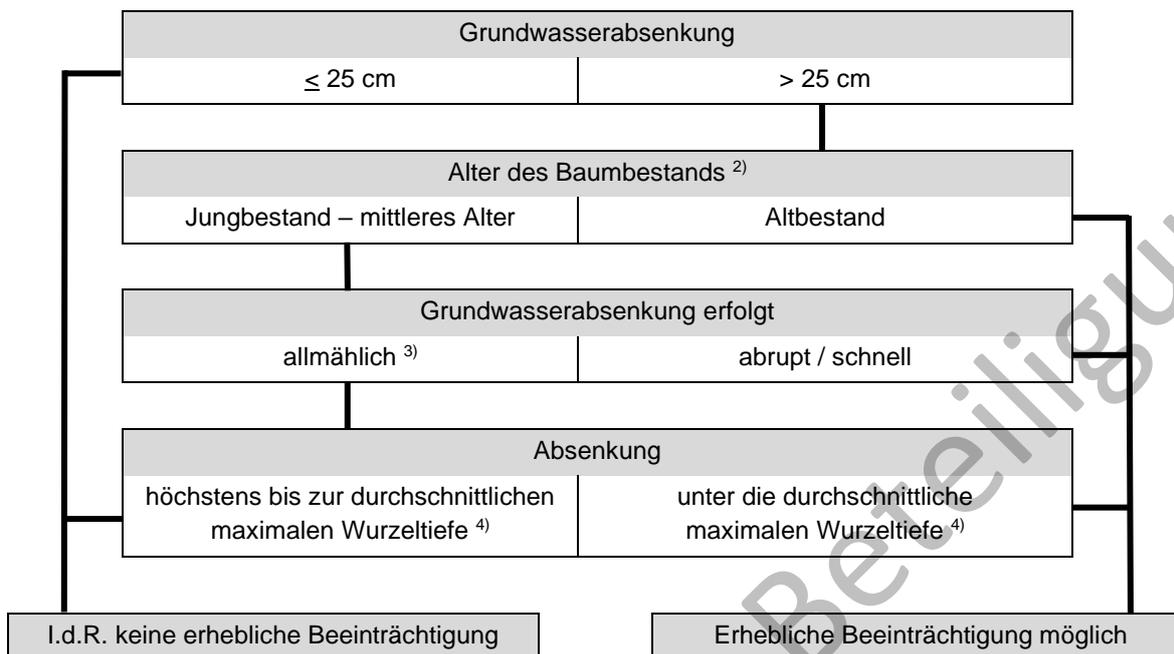 Grundwasserabsenkung
≤ 25 cm
> 25 cm
Alter des Baumbestands 2)
Jungbestand – mittleres Alter
Altbestand
Grundwasserabsenkung erfolgt
allmählich 3)
abrupt / schnell
Absenkung
höchstens bis zur durchschnittlichen
maximalen Wurzeltiefe 4)
unter die durchschnittliche
maximalen Wurzeltiefe 4)
I.d.R. keine erhebliche Beeinträchtigung
Erhebliche Beeinträchtigung möglich